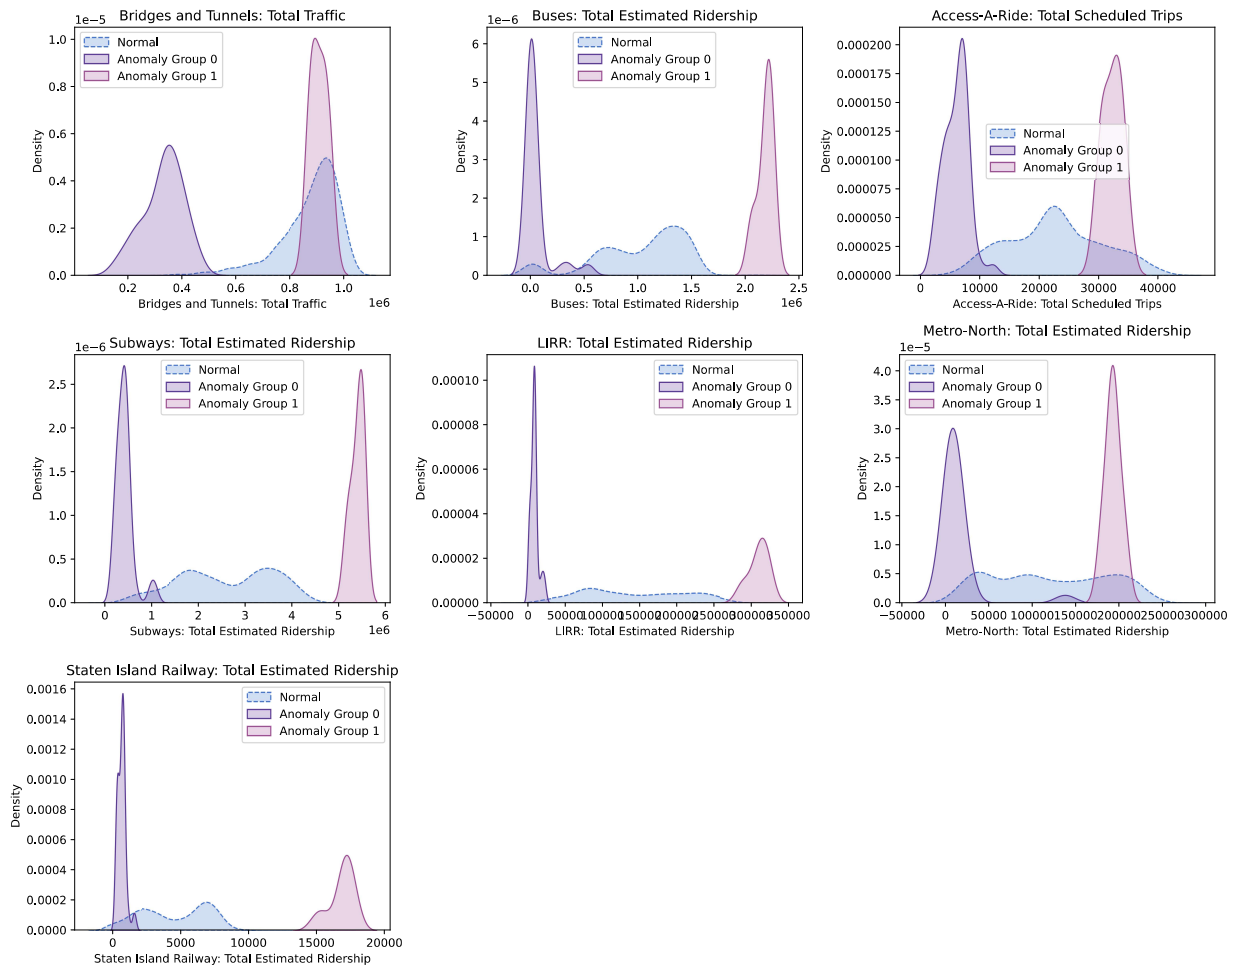 Bridges and Tunnels: Total Traffic
1e−5
Normal
Anomaly Group 0
Anomaly Group 1
1.0
0.8
0.6
0.4
0.2
0.0
Density
0.2
0.4
0.6
0.8
1.0
1e6
Bridges and Tunnels: Total Traffic
Buses: Total Estimated Ridership
1e−6
Normal
Anomaly Group 0
Anomaly Group 1
6
5
4
3
2
1
0
Density
0.0
0.5
1.0
1.5
2.0
2.5
1e6
Buses: Total Estimated Ridership
Access-A-Ride: Total Scheduled Trips
Normal
Anomaly Group 0
Anomaly Group 1
0.000200
0.000175
0.000150
0.000125
0.000100
0.000075
0.000050
0.000025
0.000000
Density
0
10000
20000
30000
40000
Access-A-Ride: Total Scheduled Trips
Subways: Total Estimated Ridership
1e−6
Normal
Anomaly Group 0
Anomaly Group 1
2.5
2.0
1.5
1.0
0.5
0.0
Density
0
1
2
3
4
5
6
1e6
Subways: Total Estimated Ridership
LIRR: Total Estimated Ridership
Normal
Anomaly Group 0
Anomaly Group 1
0.00010
0.00008
0.00006
0.00004
0.00002
0.00000
Density
−50000
0
50000
100000
150000
200000
250000
300000
350000
LIRR: Total Estimated Ridership
Metro-North: Total Estimated Ridership
1e−5
Normal
Anomaly Group 0
Anomaly Group 1
4.0
3.5
3.0
2.5
2.0
1.5
1.0
0.5
0.0
Density
−50000
0
50000
100000
150000
200000
250000
300000
Metro-North: Total Estimated Ridership
Staten Island Railway: Total Estimated Ridership
Normal
Anomaly Group 0
Anomaly Group 1
0.0016
0.0014
0.0012
0.0010
0.0008
0.0006
0.0004
0.0002
0.0000
Density
0
5000
10000
15000
20000
Staten Island Railway: Total Estimated Ridership